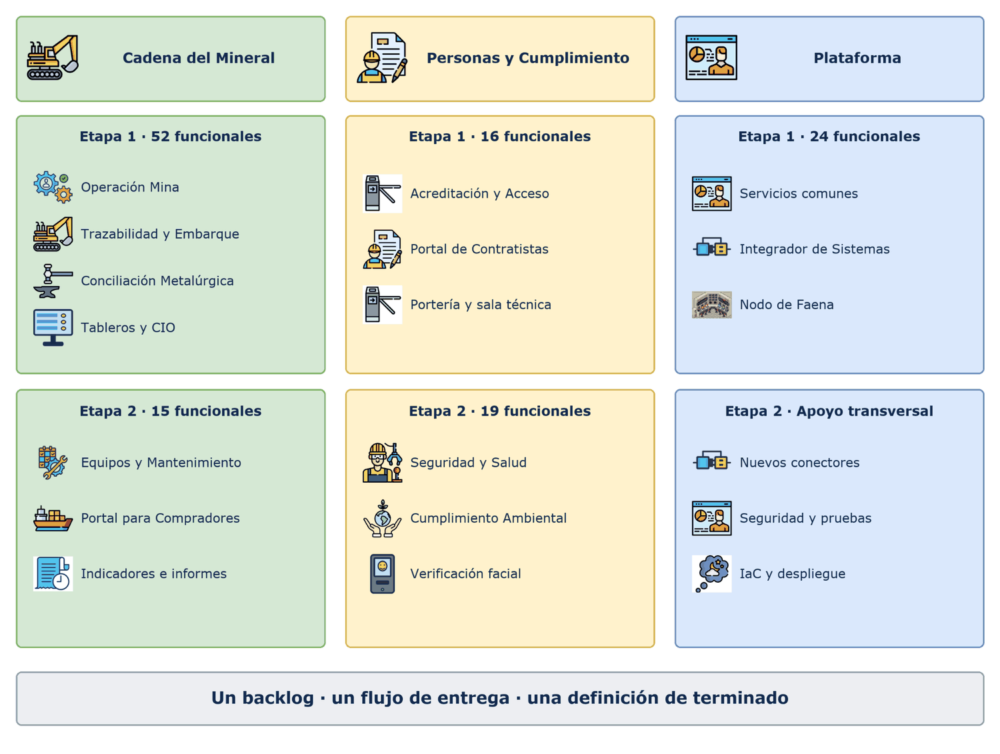 Cadena del Mineral
Personas y Cumplimiento
Plataforma
Etapa 1 · 52 funcionales
Operación Mina
Trazabilidad y Embarque
Conciliación Metalúrgica
Tableros y CIO
Etapa 1 · 16 funcionales
Acreditación y Acceso
Portal de Contratistas
Portería y sala técnica
Etapa 1 · 24 funcionales
Servicios comunes
Integrador de Sistemas
Nodo de Faena
Etapa 2 · 15 funcionales
Equipos y Mantenimiento
Portal para Compradores
Indicadores e informes
Etapa 2 · 19 funcionales
Seguridad y Salud
Cumplimiento Ambiental
Verificación facial
Etapa 2 · Apoyo transversal
Nuevos conectores
Seguridad y pruebas
IaC y despliegue
Un backlog · un flujo de entrega · una definición de terminado